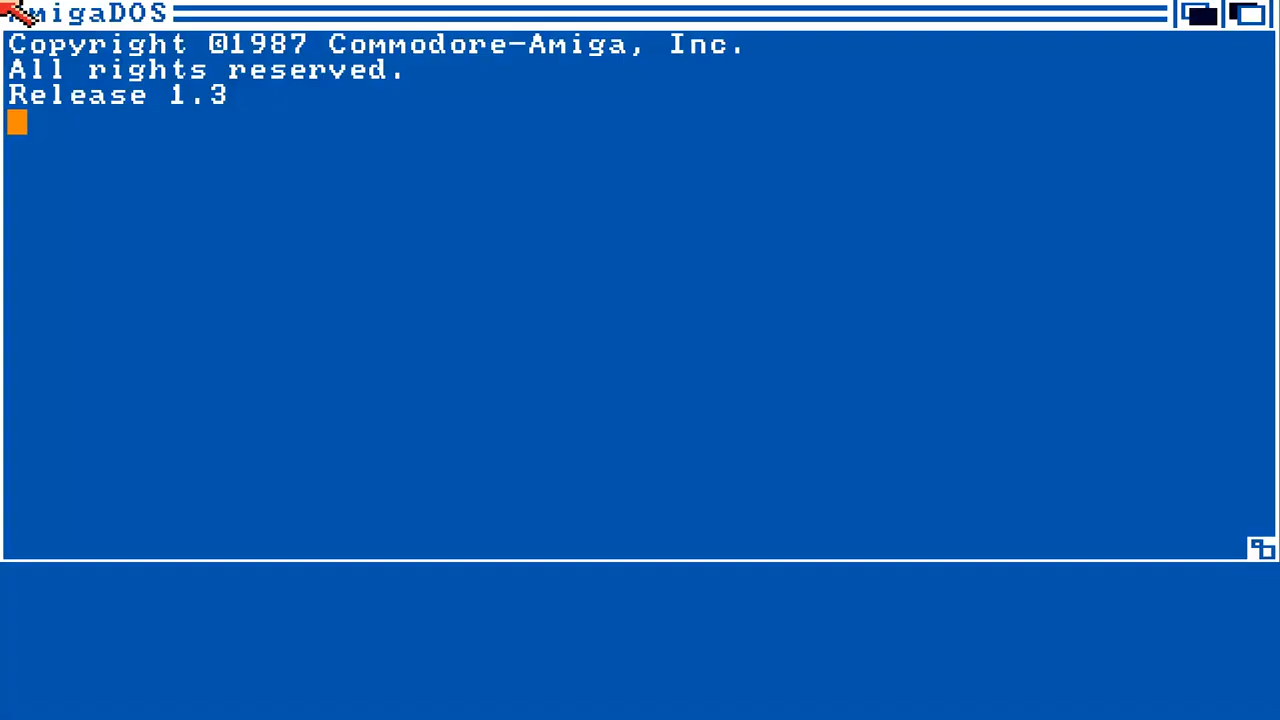 AmigaDOS
Copyright ©1987 Commodore-Amiga, Inc.
All rights reserved.
Release 1.3